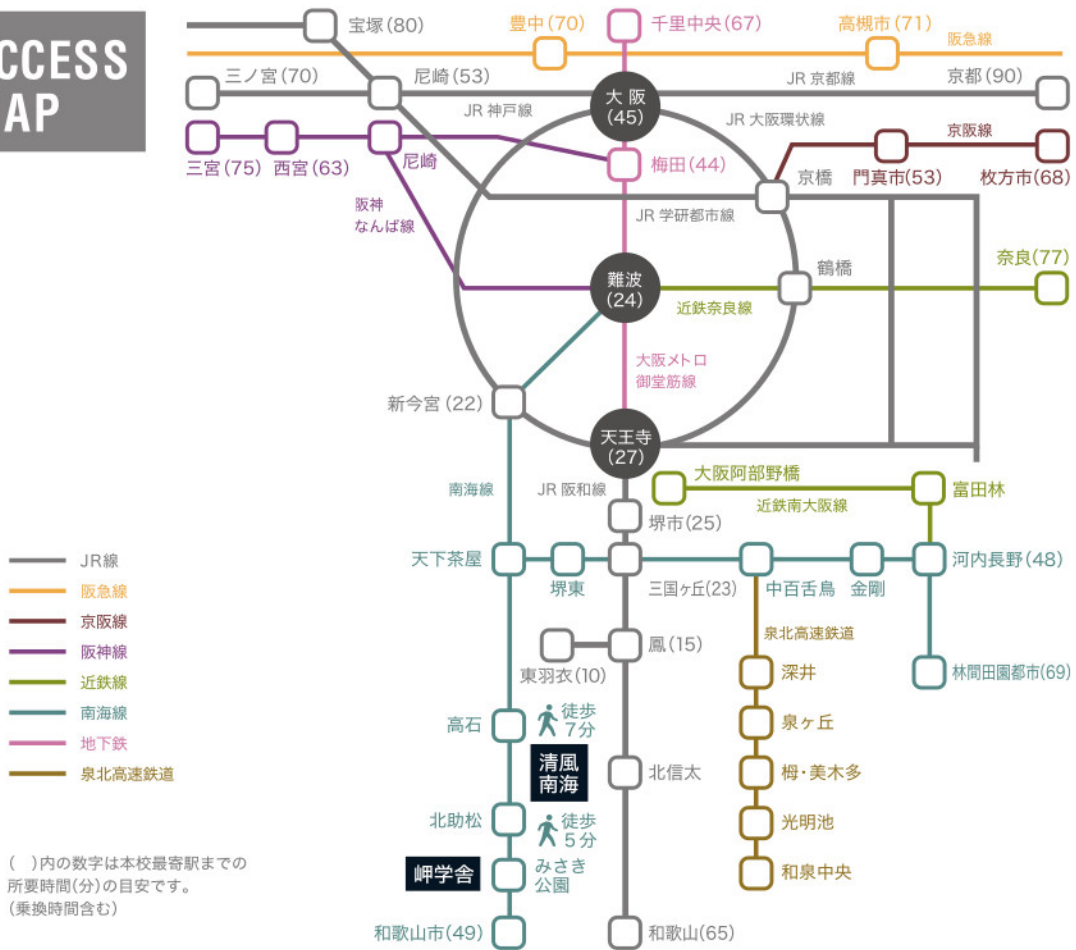 CCESS
AP
宝塚(80)
豊中(70)
千里中央(67)
高槻市(71)
阪急線
三ノ宮(70)
尼崎(53)
JR 京都線
京都(90)
大阪
(45)
JR 神戸線
JR 大阪環状線
京阪線
三宮(75)
西宮(63)
尼崎
梅田(44)
京橋
門真市(53)
枚方市(68)
阪神
なんば線
JR 学研都市線
奈良(77)
鶴橋
難波
(24)
近鉄奈良線
大阪メトロ
御堂筋線
新今宮(22)
天王寺
(27)
大阪阿部野橋
南海線
JR 阪和線
近鉄南大阪線
富田林
堺市(25)
天下茶屋
堺東
三国ヶ丘(23)
中百舌鳥
金剛
河内長野(48)
JR線
阪急線
京阪線
阪神線
近鉄線
南海線
地下鉄
泉北高速鉄道
泉北高速鉄道
鳳(15)
東羽衣(10)
深井
林間田園都市(69)
高石
徒歩
7分
泉ヶ丘
清風
南海
北信太
栂・美木多
北助松
徒歩
5分
光明池
岬学舎
みさき
公園
和泉中央
( )内の数字は本校最寄駅までの
所要時間(分)の目安です。
(乗換時間含む)
和歌山市(49)
和歌山(65)